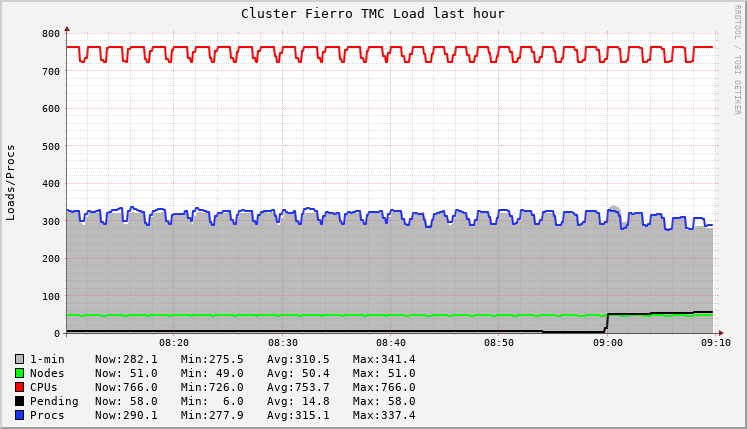 Cluster Fierro TMC Load last hour
RRDTOOL / TOBI OETIKER
Loads/Procs
800
700
600
500
400
300
200
100
0
08:20 08:30 08:40 08:50 09:00 09:10
1-min Now:282.1 Min:275.5 Avg:310.5 Max:341.4
Nodes Now: 51.0 Min: 49.0 Avg: 50.4 Max: 51.0
CPUs Now:766.0 Min:726.0 Avg:753.7 Max:766.0
Pending Now: 58.0 Min: 6.0 Avg: 14.8 Max: 58.0
Procs Now:290.1 Min:277.9 Avg:315.1 Max:337.4